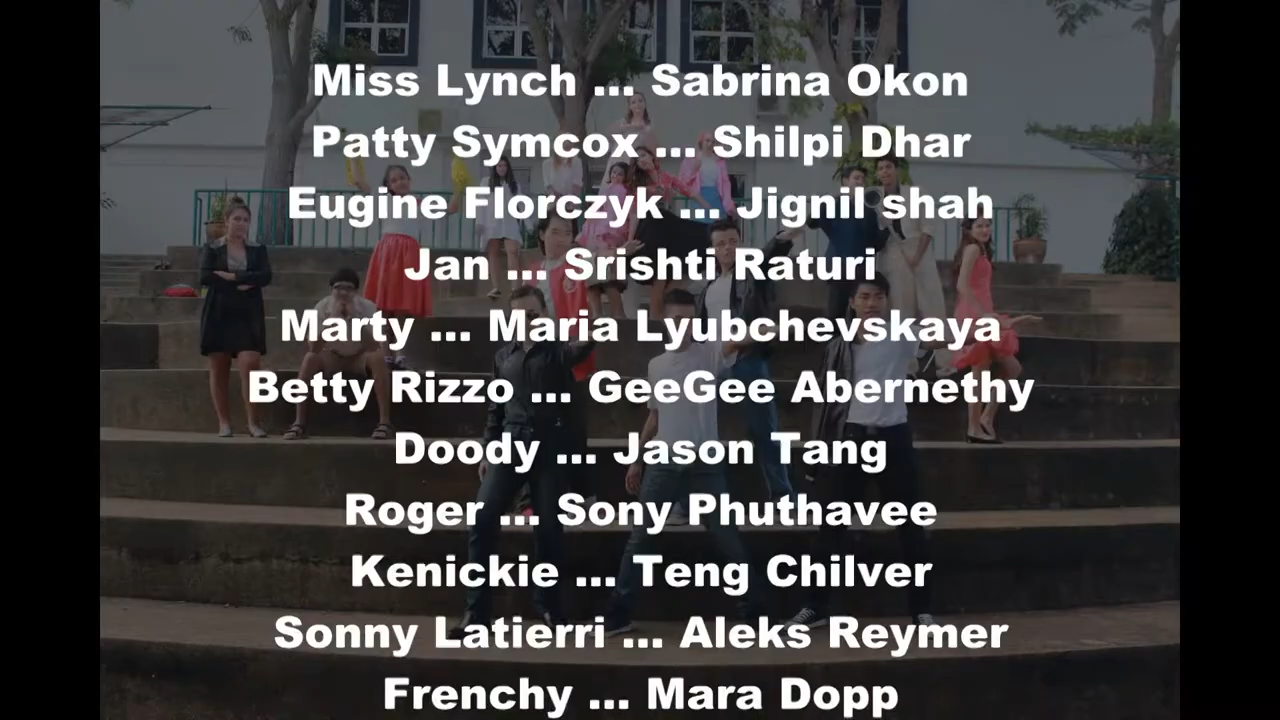 Miss Lynch ... Sabrina Okon
Patty Symcox ... Shilpi Dhar
Eugine Florczyk ... Jignil shah
Jan ... Srishti Raturi
Marty ... Maria Lyubchevskaya
Betty Rizzo ... GeeGee Abernethy
Doody ... Jason Tang
Roger ... Sony Phuthavee
Kenickie ... Teng Chilver
Sonny Latierri ... Aleks Reymer
Frenchy ... Mara Dopp